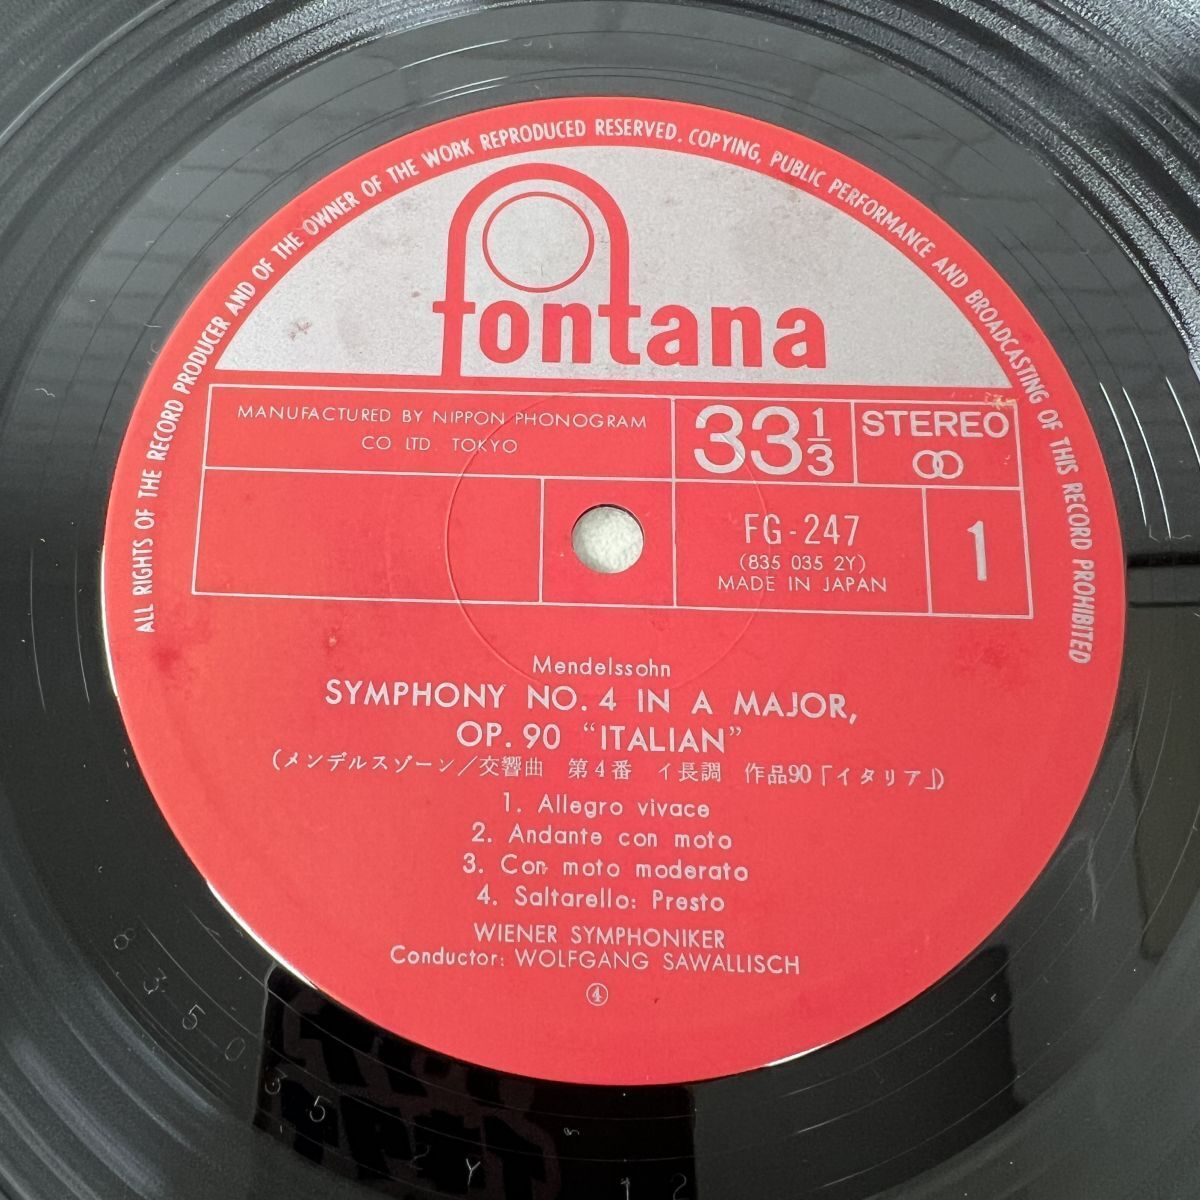 ALL RIGHTS OF THE RECORD PRODUCER AND OF THE OWNER OF THE WORK REPRODUCED RESERVED. COPYING, PUBLIC PERFORMANCE AND BROADCASTING OF THIS RECORD PROHIBITED
fontana
MANUFACTURED BY NIPPON PHONOGRAM
CO. LTD. TOKYO
33 1/3
STEREO
FG-247
(835 035 2Y)
MADE IN JAPAN
1
Mendelssohn
SYMPHONY NO. 4 IN A MAJOR,
OP. 90 “ITALIAN”
(メンデルスゾーン/交響曲 第4番 イ長調 作品90「イタリア」)
1. Allegro vivace
2. Andante con moto
3. Con moto moderato
4. Saltarello: Presto
WIENER SYMPHONIKER
Conductor: WOLFGANG SAWALLISCH
④
835035 2Y 12